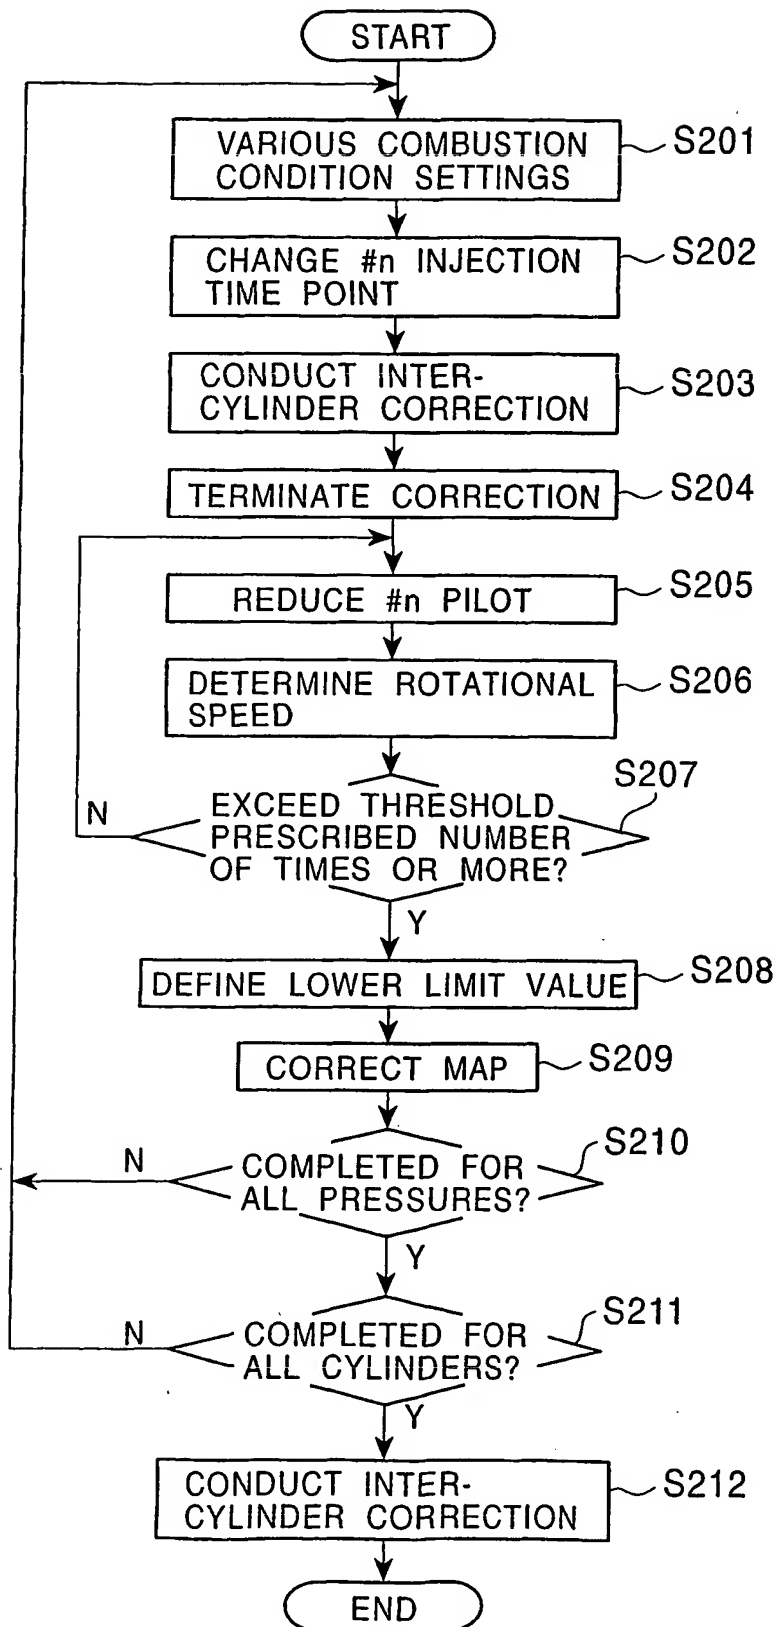 START
VARIOUS COMBUSTION
CONDITION SETTINGS
S201
CHANGE #n INJECTION
TIME POINT
S202
CONDUCT INTER-
CYLINDER CORRECTION
S203
TERMINATE CORRECTION
S204
REDUCE #n PILOT
S205
DETERMINE ROTATIONAL
SPEED
S206
S207
N
EXCEED THRESHOLD
PRESCRIBED NUMBER
OF TIMES OR MORE?
Y
DEFINE LOWER LIMIT VALUE
S208
CORRECT MAP
S209
S210
N
COMPLETED FOR
ALL PRESSURES?
Y
S211
N
COMPLETED FOR
ALL CYLINDERS?
Y
CONDUCT INTER-
CYLINDER CORRECTION
S212
END